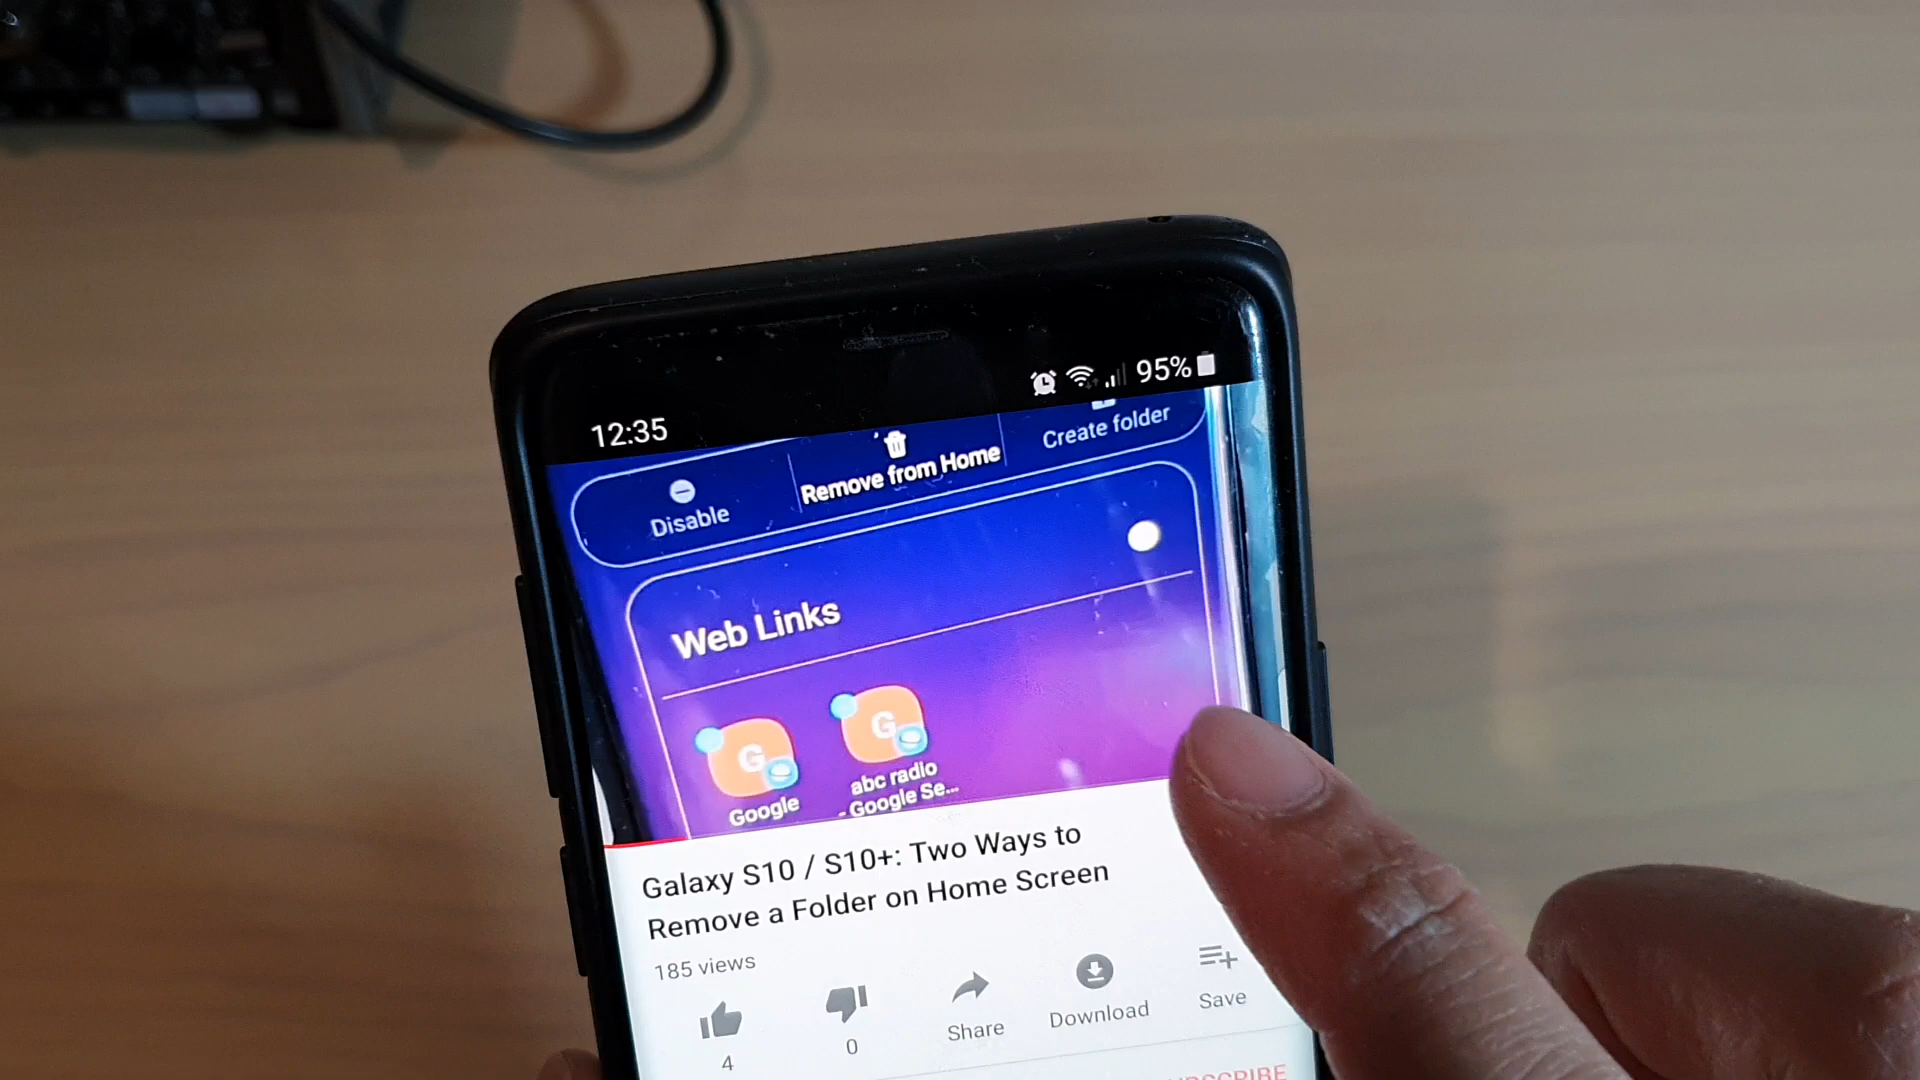 12:35
95%
Disable
Remove from Home
Create folder
Web Links
G
G
Google
abc radio
- Google Se...
Galaxy S10 / S10+: Two Ways to
Remove a Folder on Home Screen
185 views
4
0
Share
Download
Save